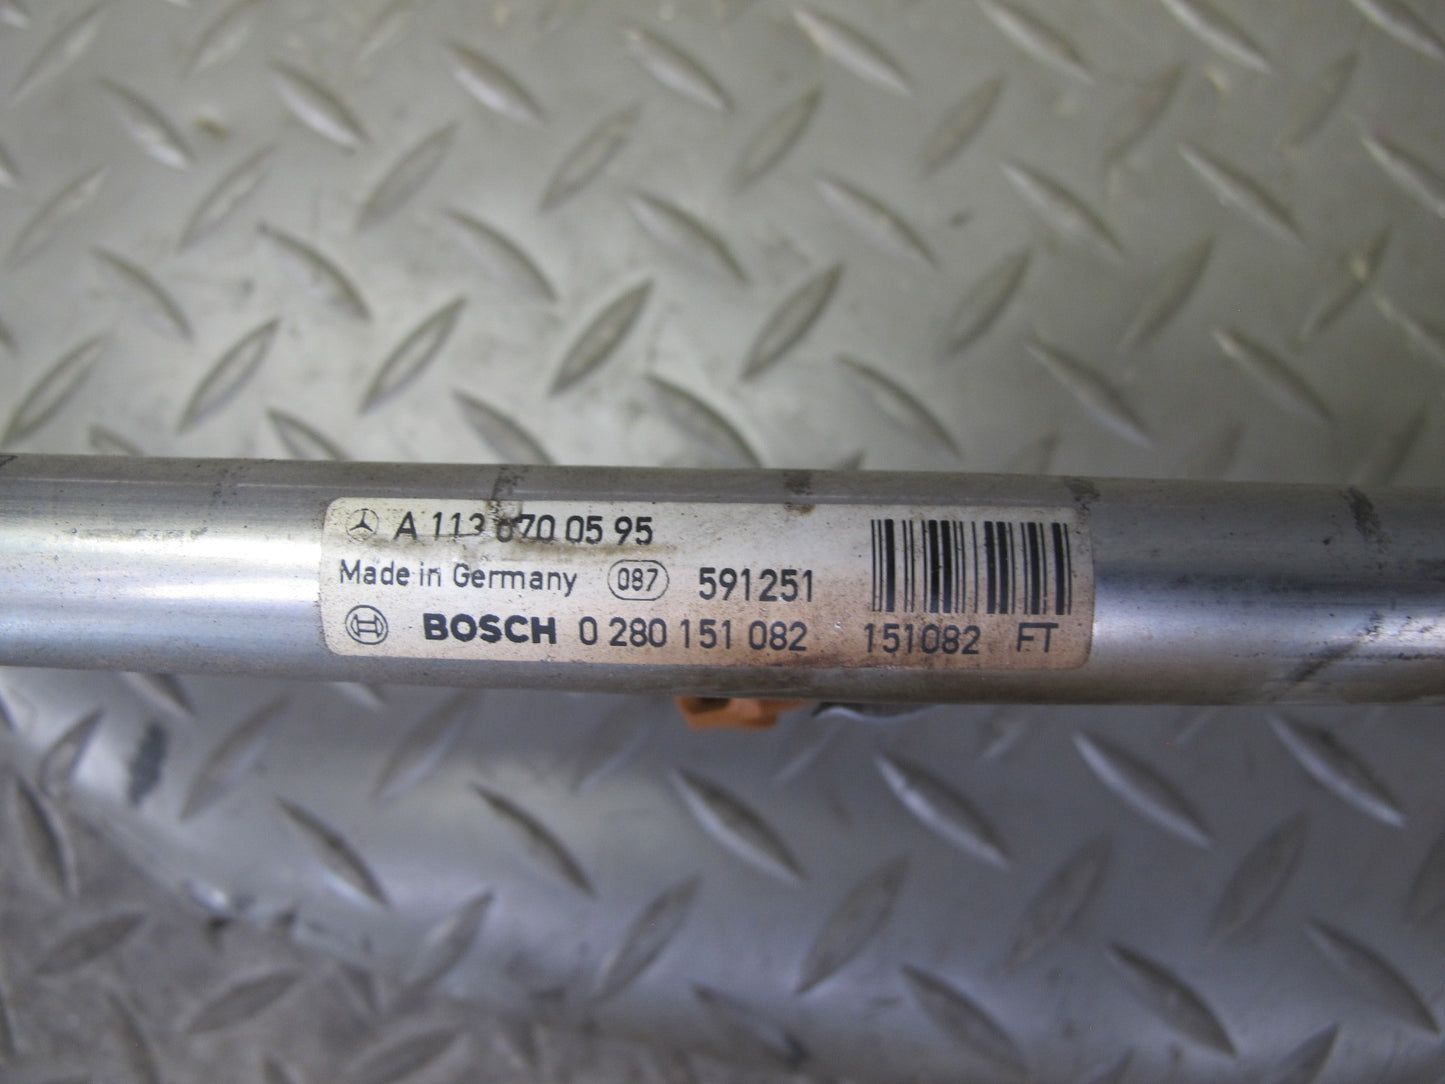 A 113 070 05 95
Made in Germany 087 591251
BOSCH 0 280 151 082 151082 FT